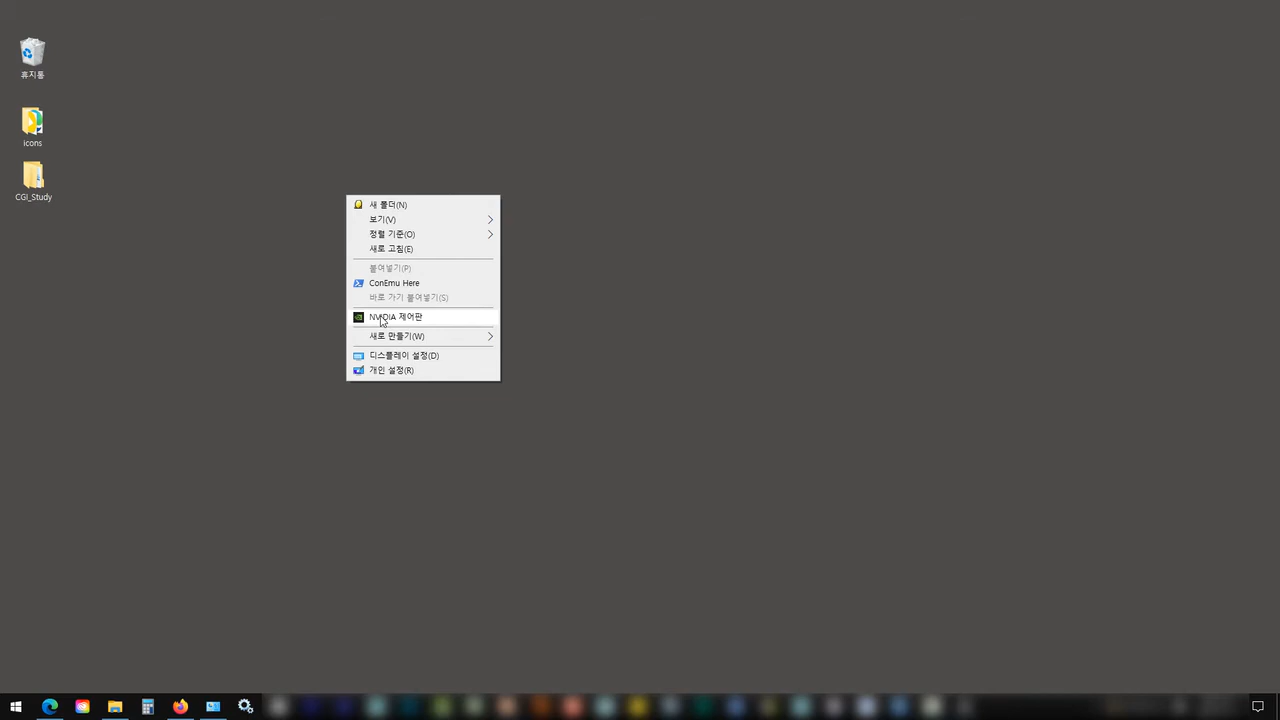 휴지통
icons
CGI_Study
새 폴더(N)
보기(V)
정렬 기준(O)
새로 고침(E)
붙여넣기(P)
ConEmu Here
바로 가기 붙여넣기(S)
NVIDIA 제어판
새로 만들기(W)
디스플레이 설정(D)
개인 설정(R)